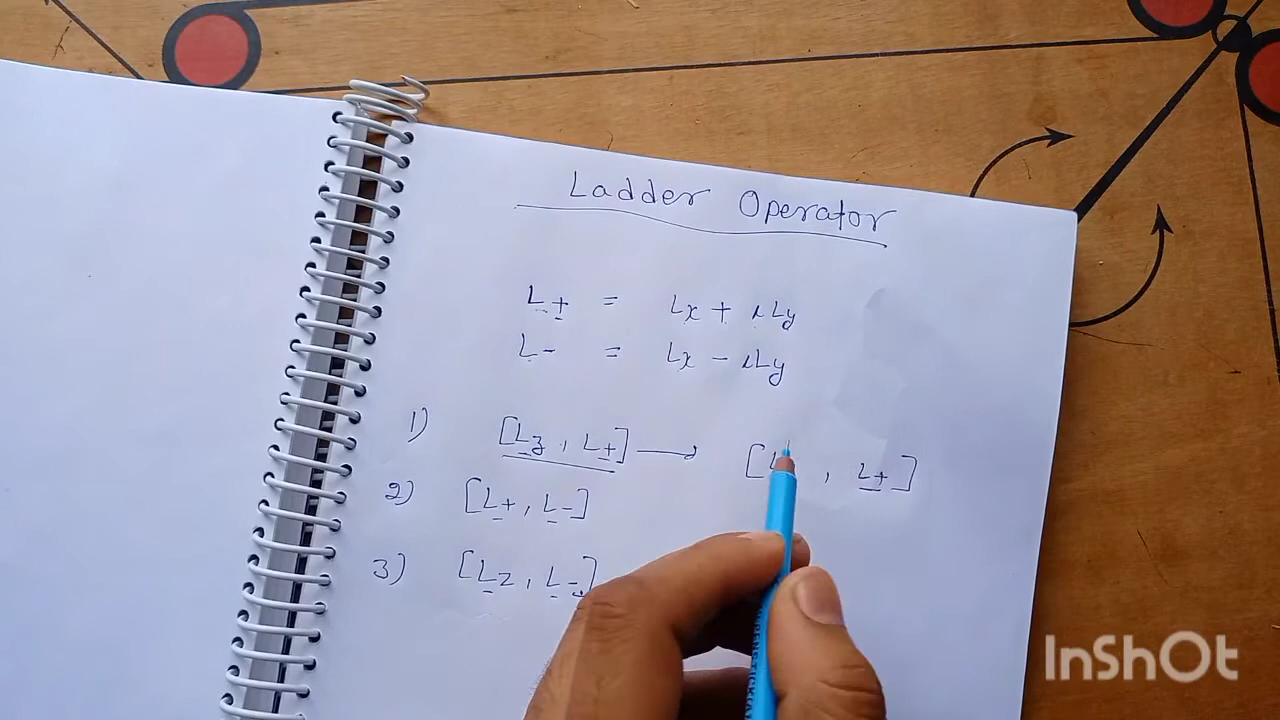 Ladder Operator
L+ = Lx + iLy
L- = Lx - iLy
1) [Lz, L+] → [L , L+]
2) [L+, L-]
3) [Lz, L-]
InShOt